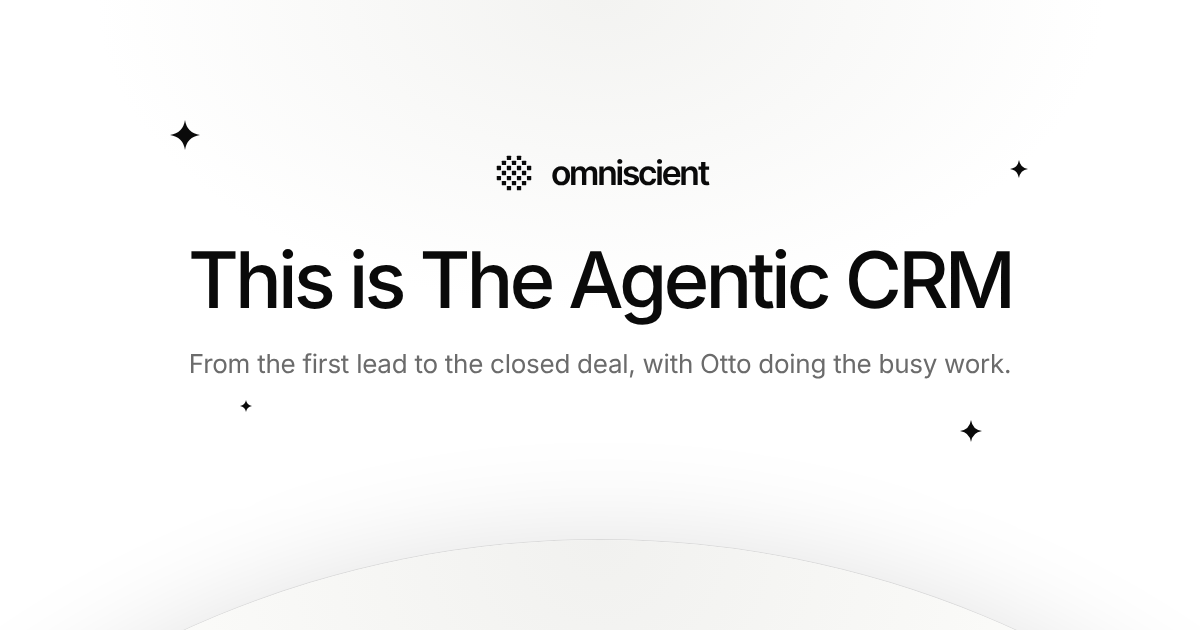 omniscient
This is The Agentic CRM
From the first lead to the closed deal, with Otto doing the busy work.